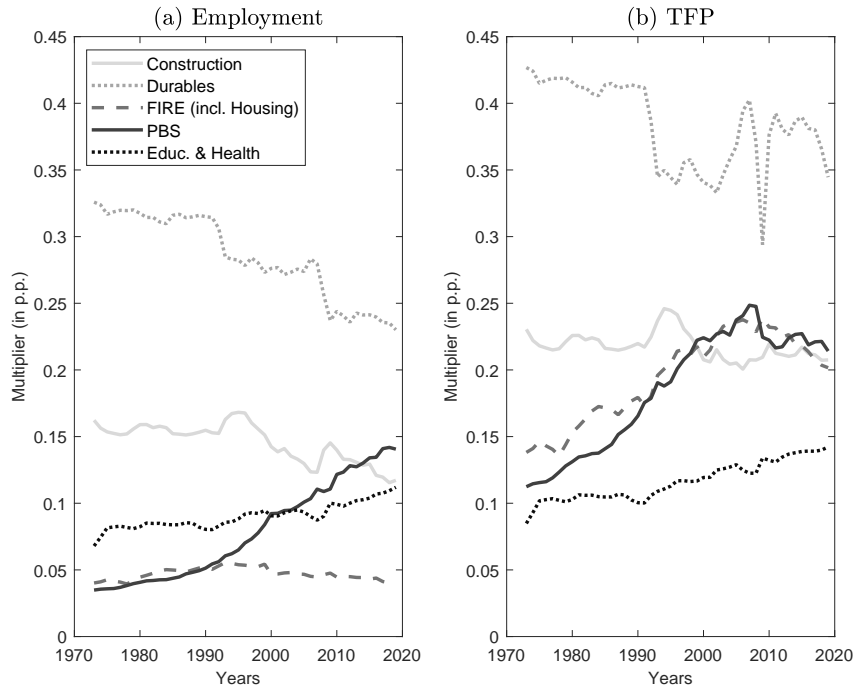 (a) Employment
(b) TFP
0.45
0.4
0.35
0.3
0.25
0.2
0.15
0.1
0.05
0
Multiplier (in p.p.)
Construction
Durables
FIRE (incl. Housing)
PBS
Educ. & Health
1970
1980
1990
2000
2010
2020
Years
0.45
0.4
0.35
0.3
0.25
0.2
0.15
0.1
0.05
0
Multiplier (in p.p.)
1970
1980
1990
2000
2010
2020
Years